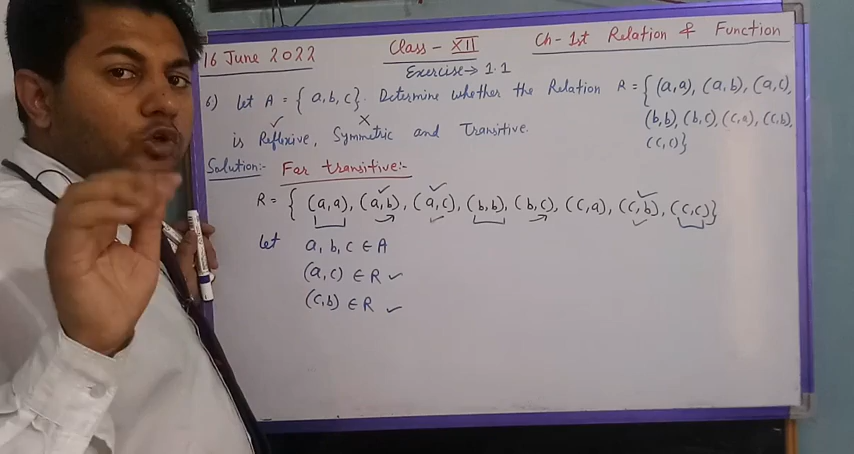 16 June 2022 Class - XII Ch-1st Relation & Function
Exercise → 1.1
6) Let A = { a, b, c }. Determine whether the Relation R = { (a,a), (a,b), (a,c),
(b,b), (b,c), (c,a), (c,b),
(c,c)}
✓ X
is Reflexive, Symmetric and Transitive.
Solution:- For transitive:-
R = { (a,a), (a,b), (a,c), (b,b), (b,c), (c,a), (c,b), (c,c)}
Let a, b, c ∈ A
(a,c) ∈ R ✓
(c,b) ∈ R ✓